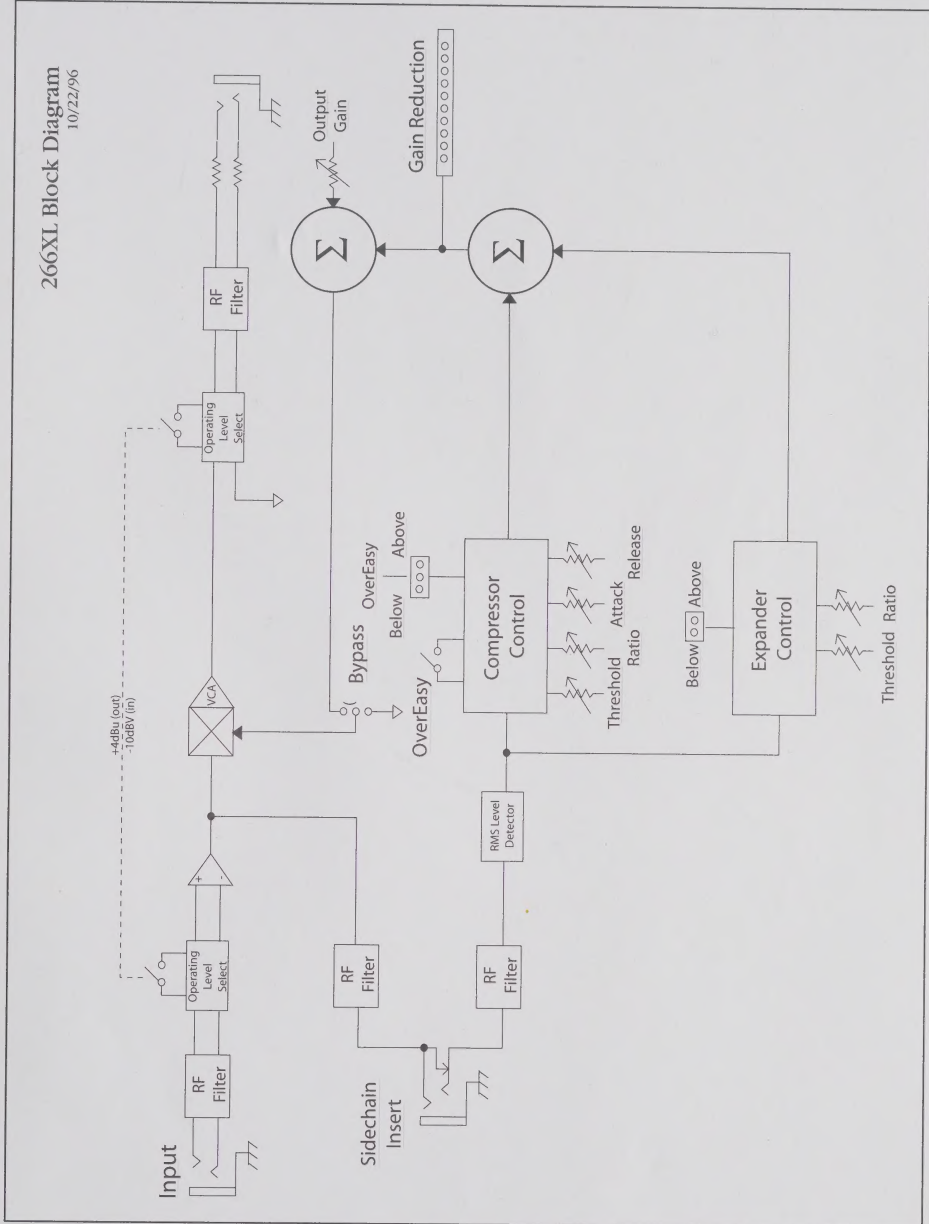 266XL Block Diagram
10/22/96
Input
RF
Filter
Operating
Level
Select
+
-
+4dBu (out)
-10dBV (in)
VCA
Operating
Level
Select
RF
Filter
Output
Gain
Σ
Bypass
Sidechain
Insert
RF
Filter
RF
Filter
RMS Level
Detector
OverEasy
Below
OverEasy
Above
Compressor
Control
Threshold
Ratio
Attack
Release
Σ
Gain Reduction
Below
Above
Expander
Control
Threshold
Ratio